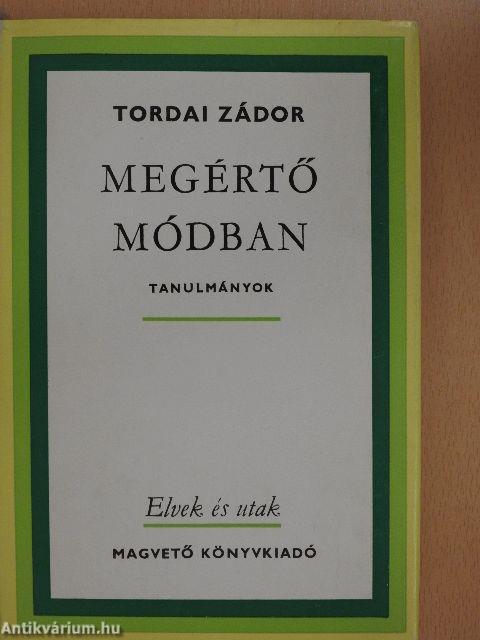 TORDAI ZÁDOR
MEGÉRTŐ
MÓDBAN
TANULMÁNYOK
Elvek és utak
MAGVETŐ KÖNYVKIADÓ
Antikvárium.hu